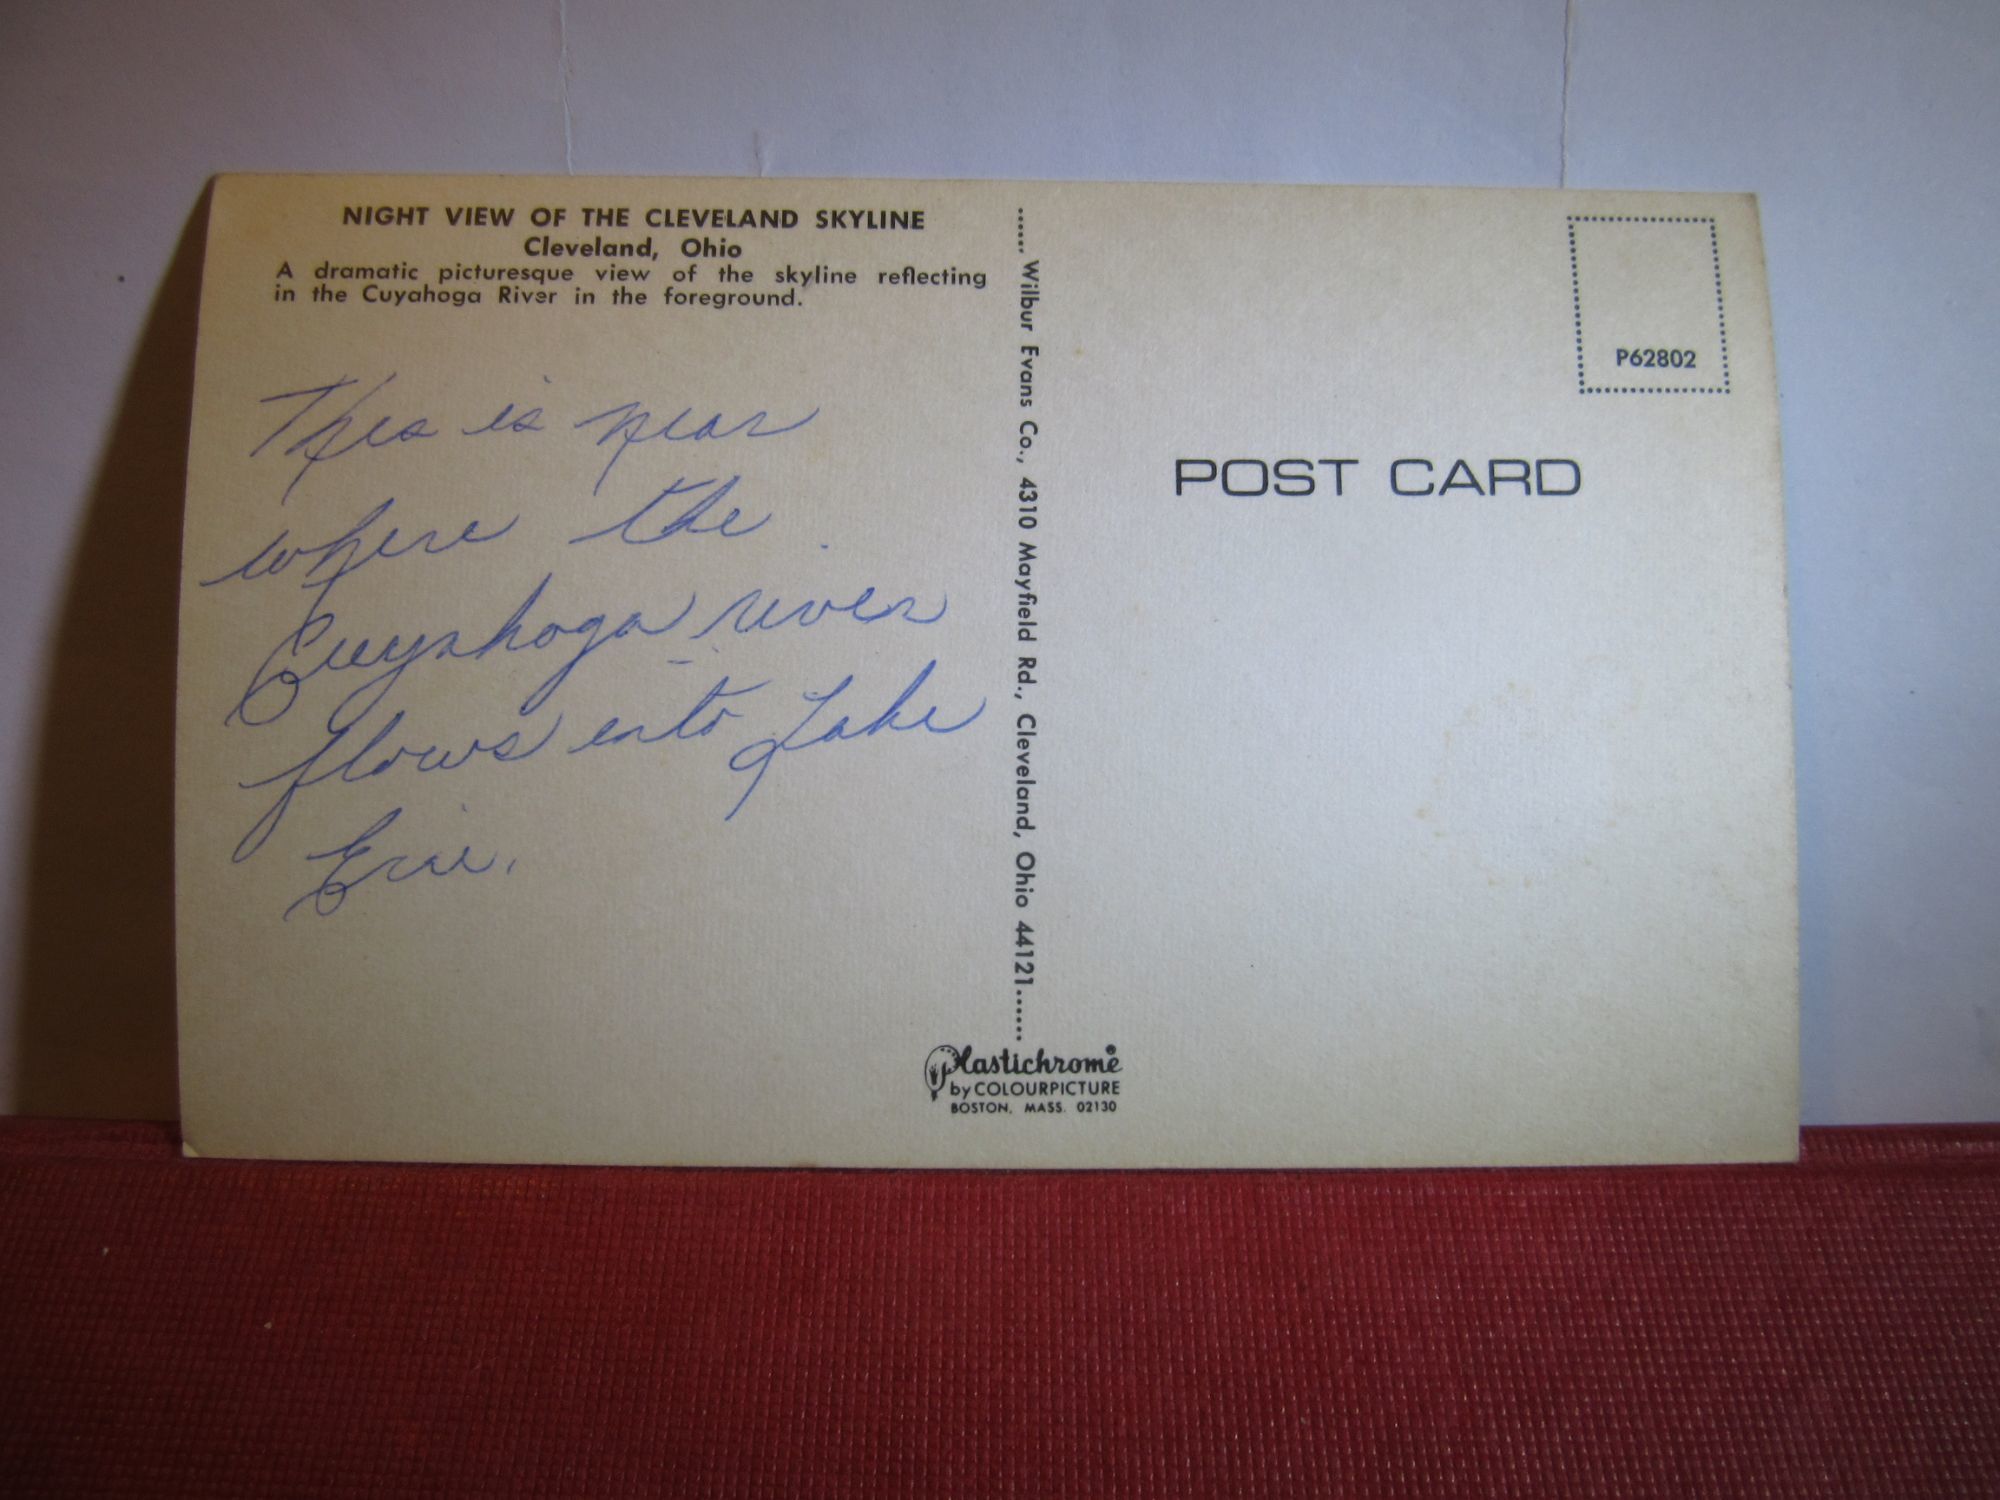 NIGHT VIEW OF THE CLEVELAND SKYLINE
Cleveland, Ohio
A dramatic picturesque view of the skyline reflecting
in the Cuyahoga River in the foreground.
This is near
where the
Cuyahoga river
flows into Lake
Erie.
Wilbur Evans Co., 4310 Mayfield Rd., Cleveland, Ohio 44121
Plastichrome®
by COLOURPICTURE
BOSTON, MASS. 02130
P62802
POST CARD